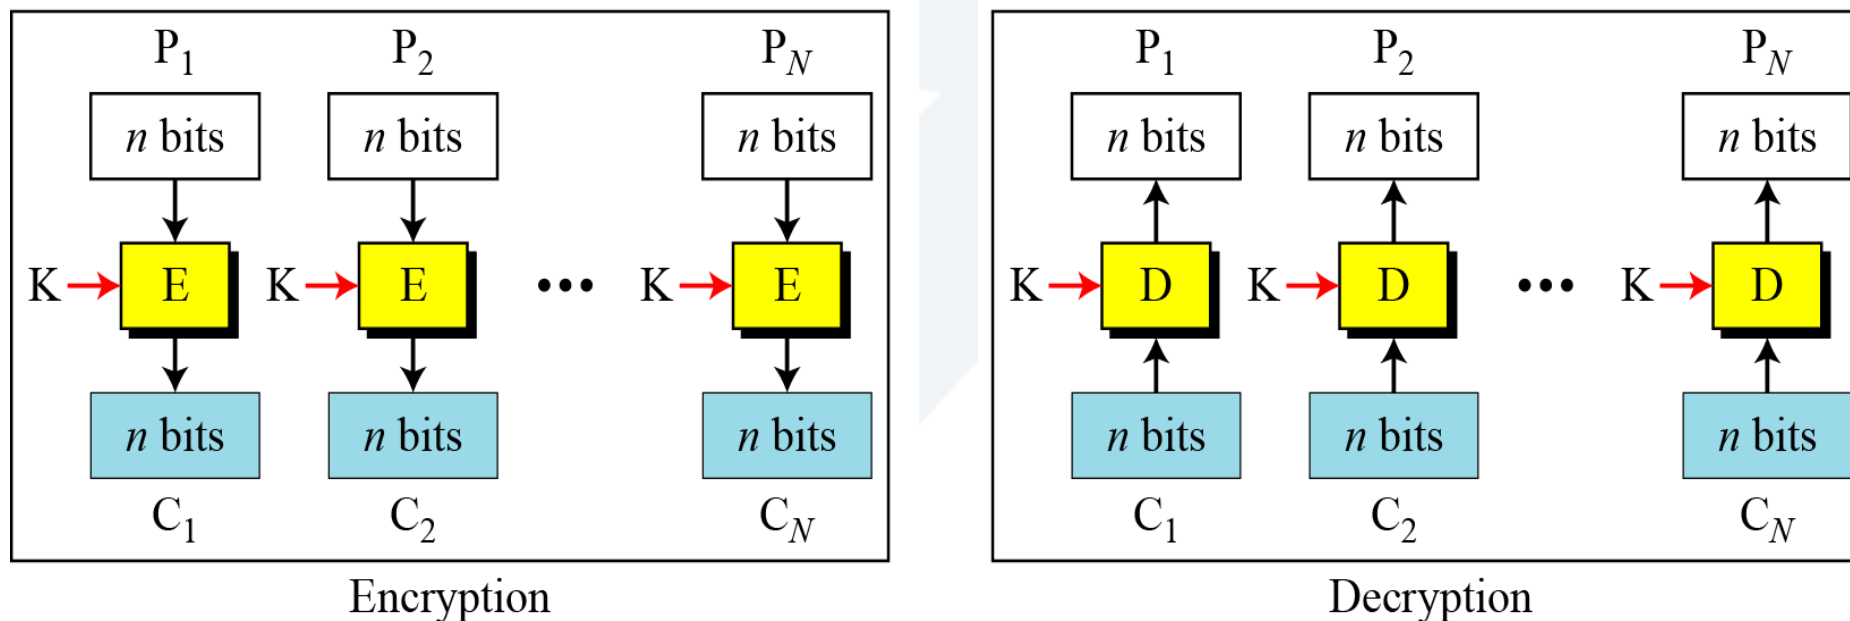 P1 P2 PN
n bits n bits n bits
K E K E ••• K E
n bits n bits n bits
C1 C2 CN
Encryption
P1 P2 PN
n bits n bits n bits
K D K D ••• K D
n bits n bits n bits
C1 C2 CN
Decryption